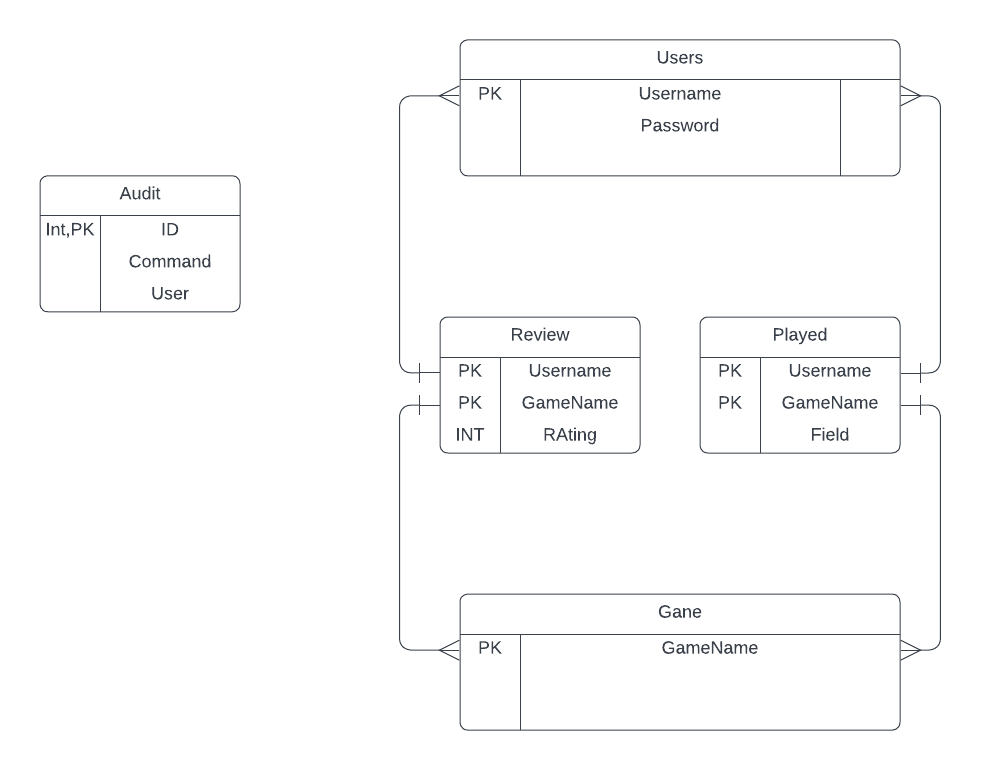 Users
PK Username
Password
Audit
Int,PK ID
Command
User
Review
PK Username
PK GameName
INT RAting
Played
PK Username
PK GameName
Field
Gane
PK GameName